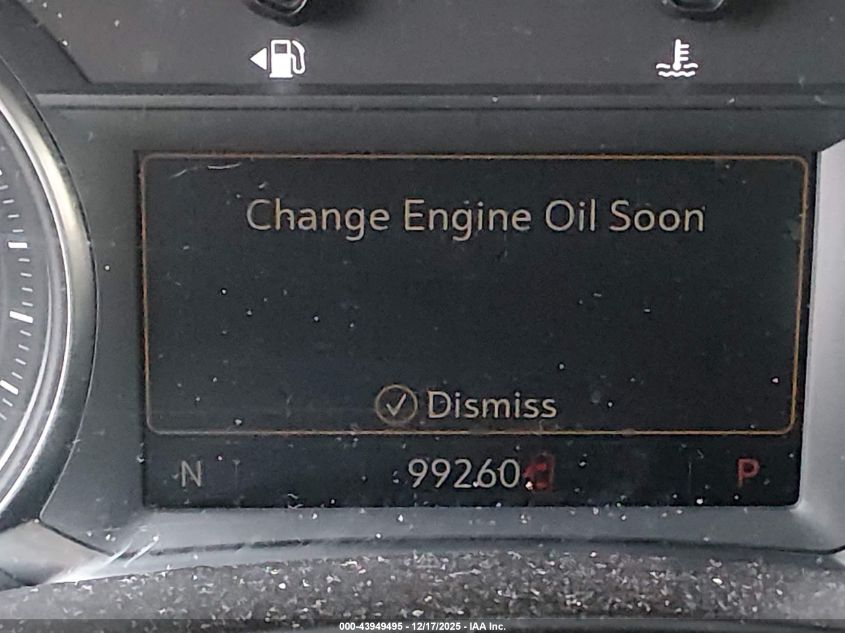 Change Engine Oil Soon
Dismiss
N 99260 P
000-43949495 - 12/17/2025 - IAA Inc.